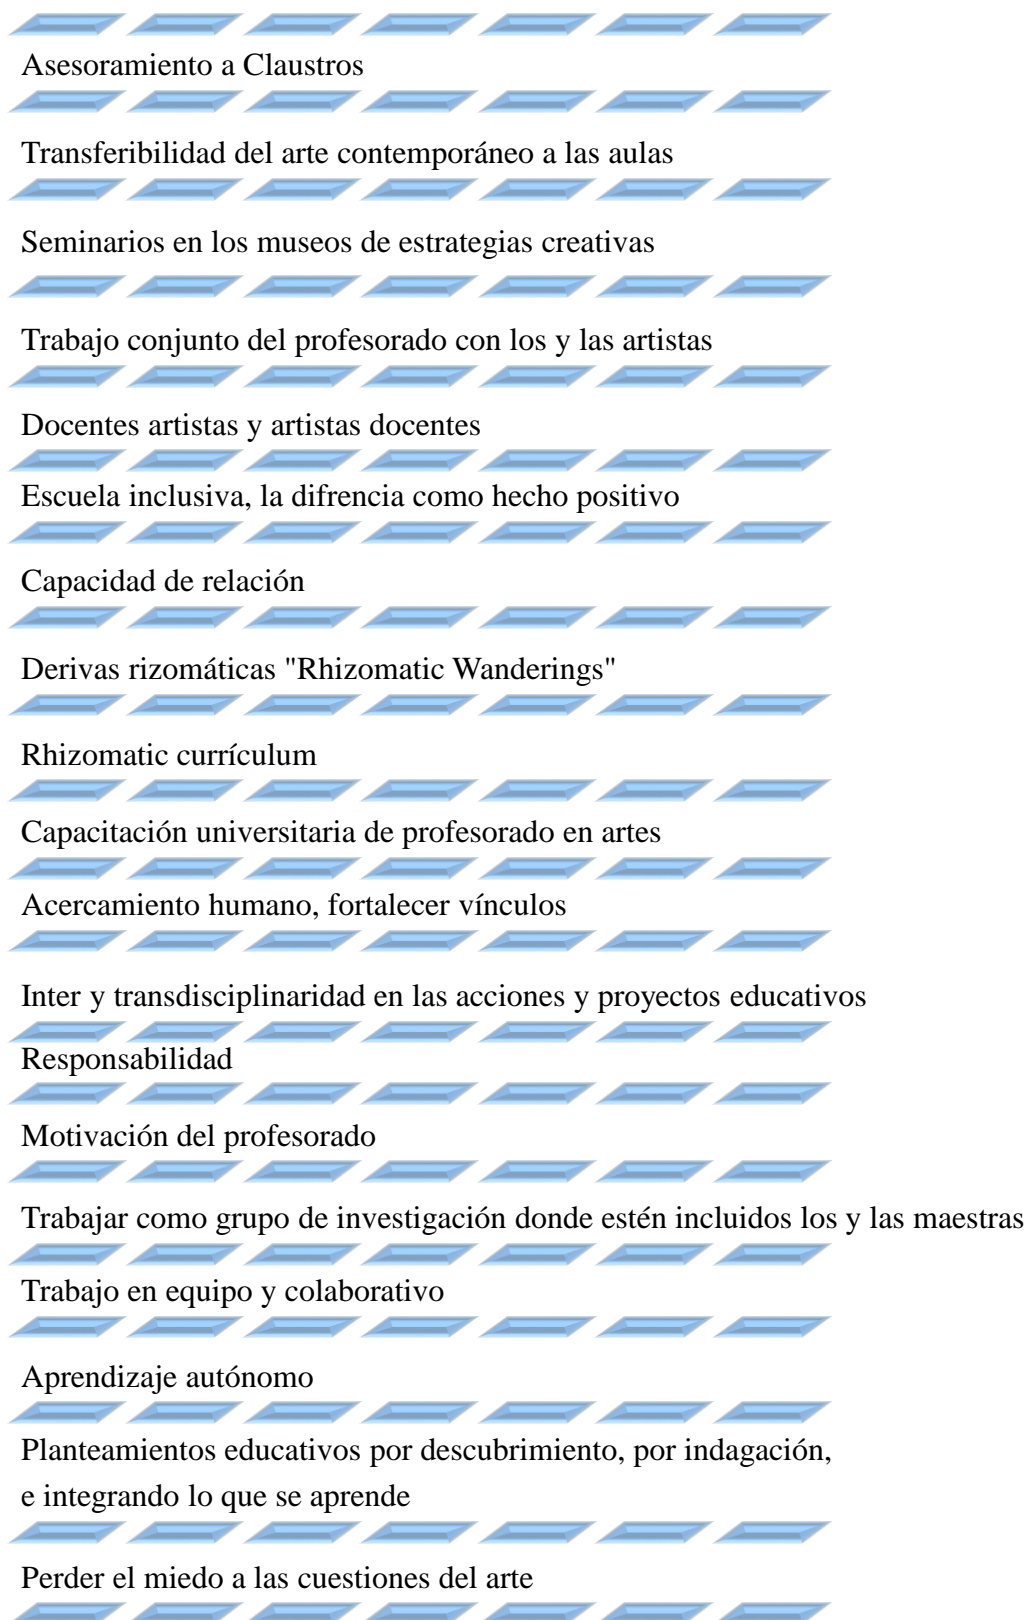 Asesoramiento a Claustros
Transferibilidad del arte contemporáneo a las aulas
Seminarios en los museos de estrategias creativas
Trabajo conjunto del profesorado con los y las artistas
Docentes artistas y artistas docentes
Escuela inclusiva, la difrencia como hecho positivo
Capacidad de relación
Derivas rizomáticas "Rhizomatic Wanderings"
Rhizomatic currículum
Capacitación universitaria de profesorado en artes
Acercamiento humano, fortalecer vínculos
Inter y transdisciplinaridad en las acciones y proyectos educativos
Responsabilidad
Motivación del profesorado
Trabajar como grupo de investigación donde estén incluidos los y las maestras
Trabajo en equipo y colaborativo
Aprendizaje autónomo
Planteamientos educativos por descubrimiento, por indagación,
e integrando lo que se aprende
Perder el miedo a las cuestiones del arte